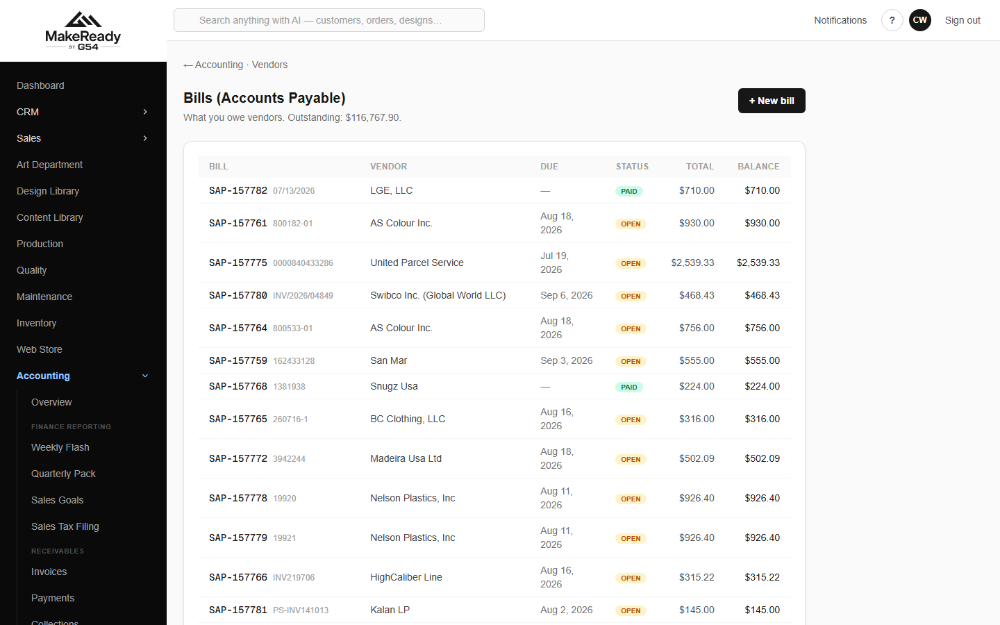 MakeReady
BY G54
Search anything with AI — customers, orders, designs...
Notifications
?
CW
Sign out
Dashboard
CRM
Sales
Art Department
Design Library
Content Library
Production
Quality
Maintenance
Inventory
Web Store
Accounting
Overview
FINANCE REPORTING
Weekly Flash
Quarterly Pack
Sales Goals
Sales Tax Filing
RECEIVABLES
Invoices
Payments
Collections
← Accounting · Vendors
Bills (Accounts Payable)
What you owe vendors. Outstanding: $116,767.90.
+ New bill
BILL VENDOR DUE STATUS TOTAL BALANCE
SAP-157782 07/13/2026 LGE, LLC — PAID $710.00 $710.00
SAP-157761 800182-01 AS Colour Inc. Aug 18, 2026 OPEN $930.00 $930.00
SAP-157775 0000840433286 United Parcel Service Jul 19, 2026 OPEN $2,539.33 $2,539.33
SAP-157780 INV/2026/04849 Swibco Inc. (Global World LLC) Sep 6, 2026 OPEN $468.43 $468.43
SAP-157764 800533-01 AS Colour Inc. Aug 18, 2026 OPEN $756.00 $756.00
SAP-157759 162433128 San Mar Sep 3, 2026 OPEN $555.00 $555.00
SAP-157768 1381938 Snugz Usa — PAID $224.00 $224.00
SAP-157765 260716-1 BC Clothing, LLC Aug 16, 2026 OPEN $316.00 $316.00
SAP-157772 3942244 Madeira Usa Ltd Aug 18, 2026 OPEN $502.09 $502.09
SAP-157778 19920 Nelson Plastics, Inc Aug 11, 2026 OPEN $926.40 $926.40
SAP-157779 19921 Nelson Plastics, Inc Aug 11, 2026 OPEN $926.40 $926.40
SAP-157766 INV219706 HighCaliber Line Aug 16, 2026 OPEN $315.22 $315.22
SAP-157781 PS-INV141013 Kalan LP Aug 2, 2026 OPEN $145.00 $145.00